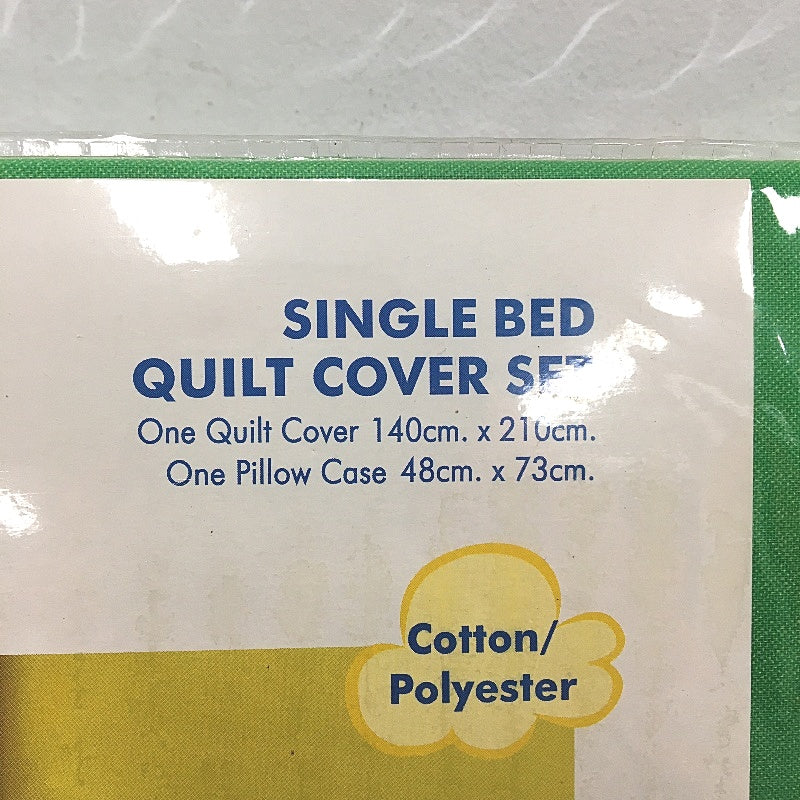 SINGLE BED
QUILT COVER SET
One Quilt Cover 140cm. x 210cm.
One Pillow Case 48cm. x 73cm.
Cotton/
Polyester